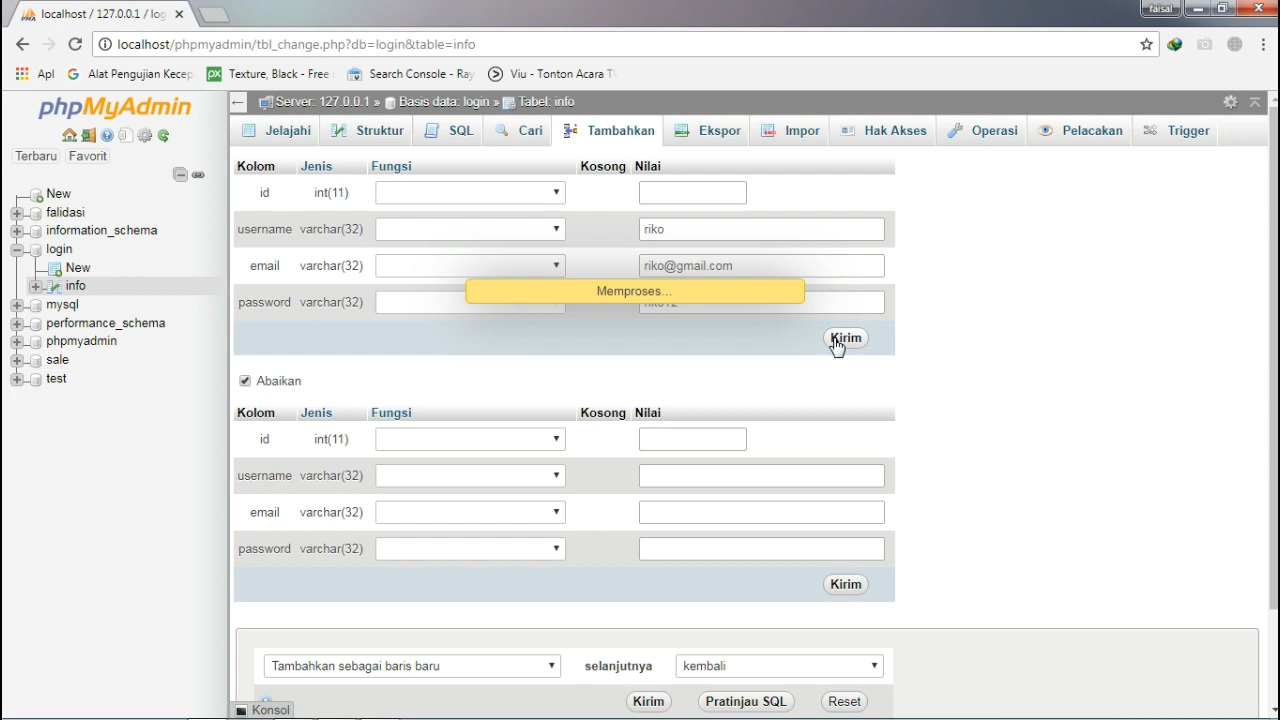 localhost / 127.0.0.1 / log
faisal
localhost/phpmyadmin/tbl_change.php?db=login&table=info
Apl Alat Pengujian Kecep Texture, Black - Free Search Console - Ray Viu - Tonton Acara T
phpMyAdmin
Terbaru Favorit
New
falidasi
information_schema
login
New
info
mysql
performance_schema
phpmyadmin
sale
test
Server: 127.0.0.1 » Basis data: login » Tabel: info
Jelajahi Struktur SQL Cari Tambahkan Ekspor Impor Hak Akses Operasi Pelacakan Trigger
Kolom Jenis Fungsi Kosong Nilai
id int(11)
username varchar(32) riko
email varchar(32) riko@gmail.com
Memproses...
password varchar(32) riko12
Kirim
Abaikan
Kolom Jenis Fungsi Kosong Nilai
id int(11)
username varchar(32)
email varchar(32)
password varchar(32)
Kirim
Tambahkan sebagai baris baru selanjutnya kembali
Kirim Pratinjau SQL Reset
Konsol